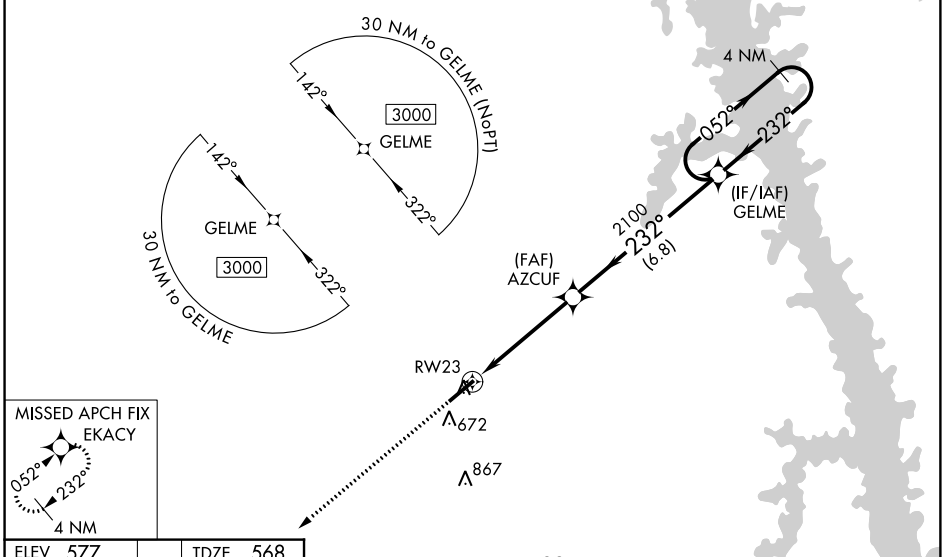 30 NM to GELME (NoPT)
142°
3000
GELME
322°
142°
GELME
3000
322°
30 NM to GELME
4 NM
052°
232°
(IF/IAF)
GELME
2100
232°
(6.8)
(FAF)
AZCUF
RW23
672
867
MISSED APCH FIX
EKACY
052°
232°
4 NM
ELEV 577 TDZE 568